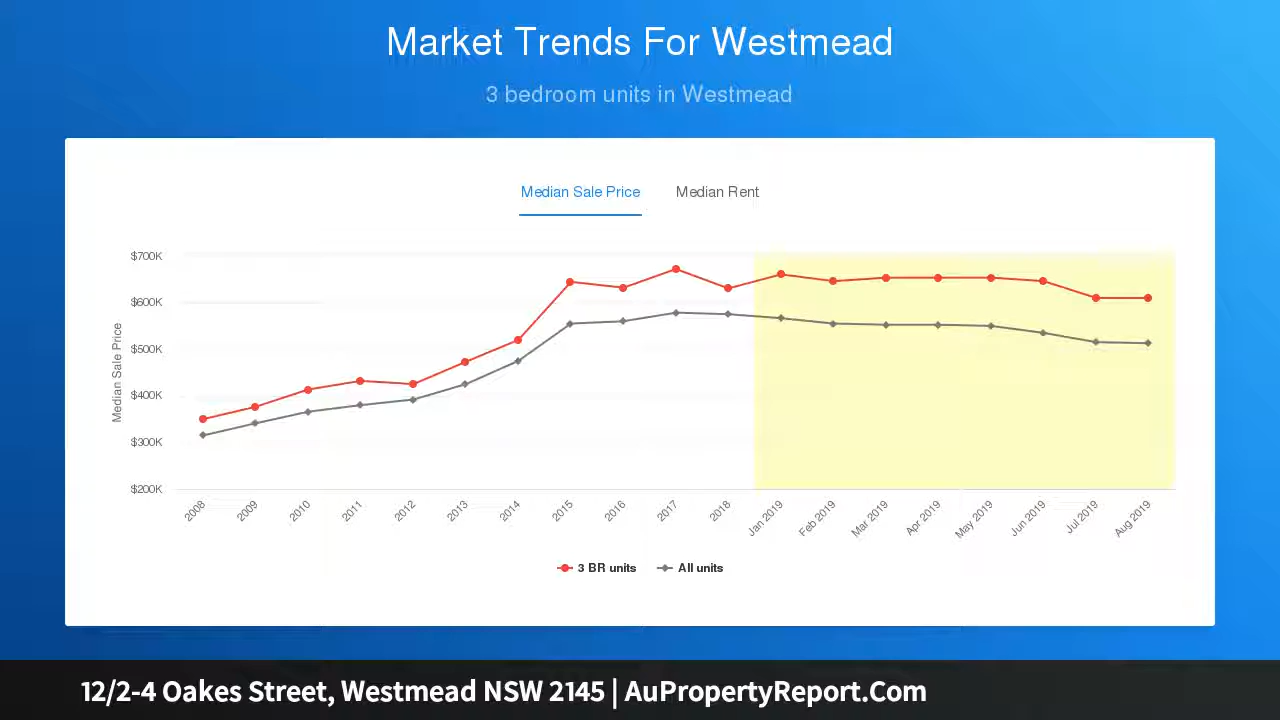 Market Trends For Westmead
3 bedroom units in Westmead
Median Sale Price Median Rent
$700K
$600K
$500K
$400K
$300K
$200K
Median Sale Price
2008 2009 2010 2011 2012 2013 2014 2015 2016 2017 2018 Jan 2019 Feb 2019 Mar 2019 Apr 2019 May 2019 Jun 2019 Jul 2019 Aug 2019
3 BR units All units
12/2-4 Oakes Street, Westmead NSW 2145 | AuPropertyReport.Com